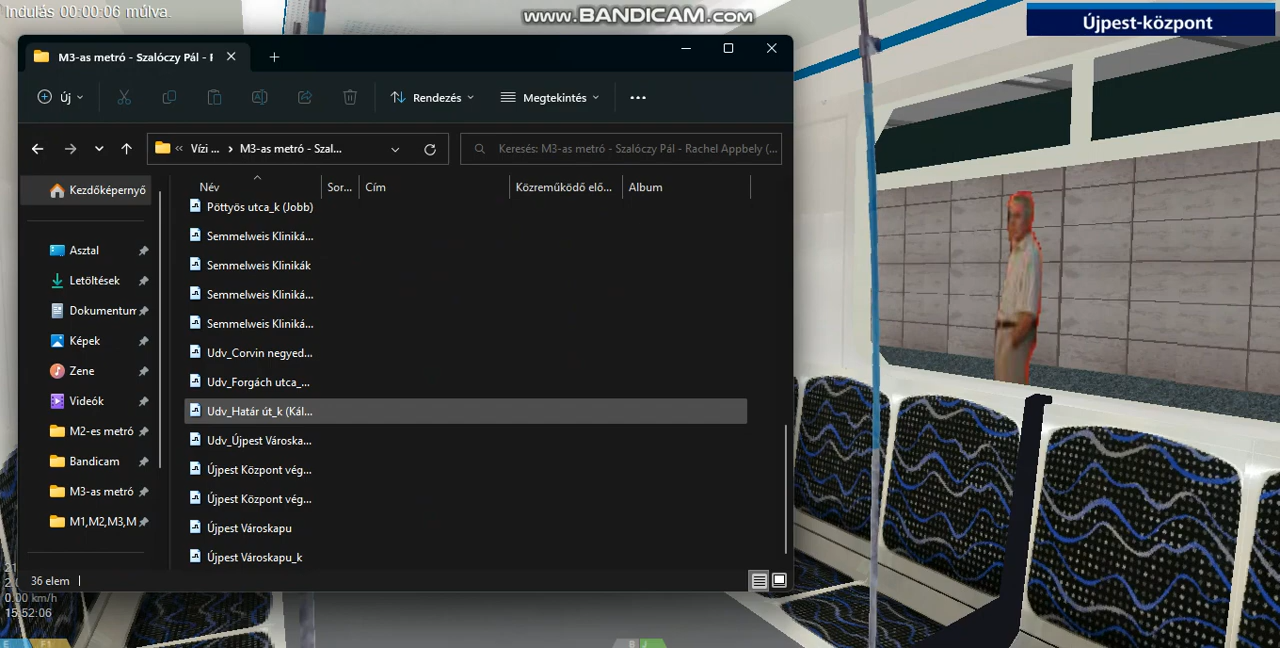 Indulás 00:00:06 múlva.
www.BANDICAM.com
Újpest-központ
M3-as metró - Szalóczy Pál - F
Új
Rendezés
Megtekintés
Vízi ...
M3-as metró - Szal...
Keresés: M3-as metró - Szalóczy Pál - Rachel Appbely (...
Kezdőképernyő
Asztal
Letöltések
Dokumentum
Képek
Zene
Videók
M2-es metró
Bandicam
M3-as metró
M1,M2,M3,M
Név
Sor...
Cím
Közreműködő elő...
Album
Pöttyös utca_k (Jobb)
Semmelweis Kliniká...
Semmelweis Klinikák
Semmelweis Kliniká...
Semmelweis Kliniká...
Udv_Corvin negyed...
Udv_Forgách utca_...
Udv_Határ út_k (Kál...
Udv_Újpest Városka...
Újpest Központ vég...
Újpest Központ vég...
Újpest Városkapu
Újpest Városkapu_k
36 elem
0.00 km/h
15:52:06
E
F1